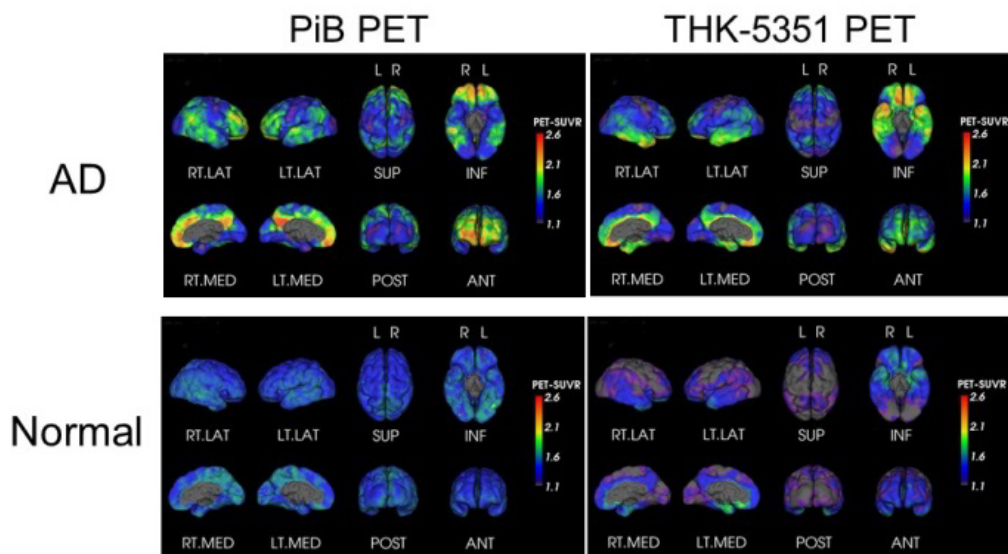 PiB PET
THK-5351 PET
AD
L R
R L
PET-SUVR
2.6
2.1
1.6
1.1
RT.LAT
LT.LAT
SUP
INF
RT.MED
LT.MED
POST
ANT
L R
R L
PET-SUVR
2.6
2.1
1.6
1.1
RT.LAT
LT.LAT
SUP
INF
RT.MED
LT.MED
POST
ANT
Normal
L R
R L
PET-SUVR
2.6
2.1
1.6
1.1
RT.LAT
LT.LAT
SUP
INF
RT.MED
LT.MED
POST
ANT
L R
R L
PET-SUVR
2.6
2.1
1.6
1.1
RT.LAT
LT.LAT
SUP
INF
RT.MED
LT.MED
POST
ANT